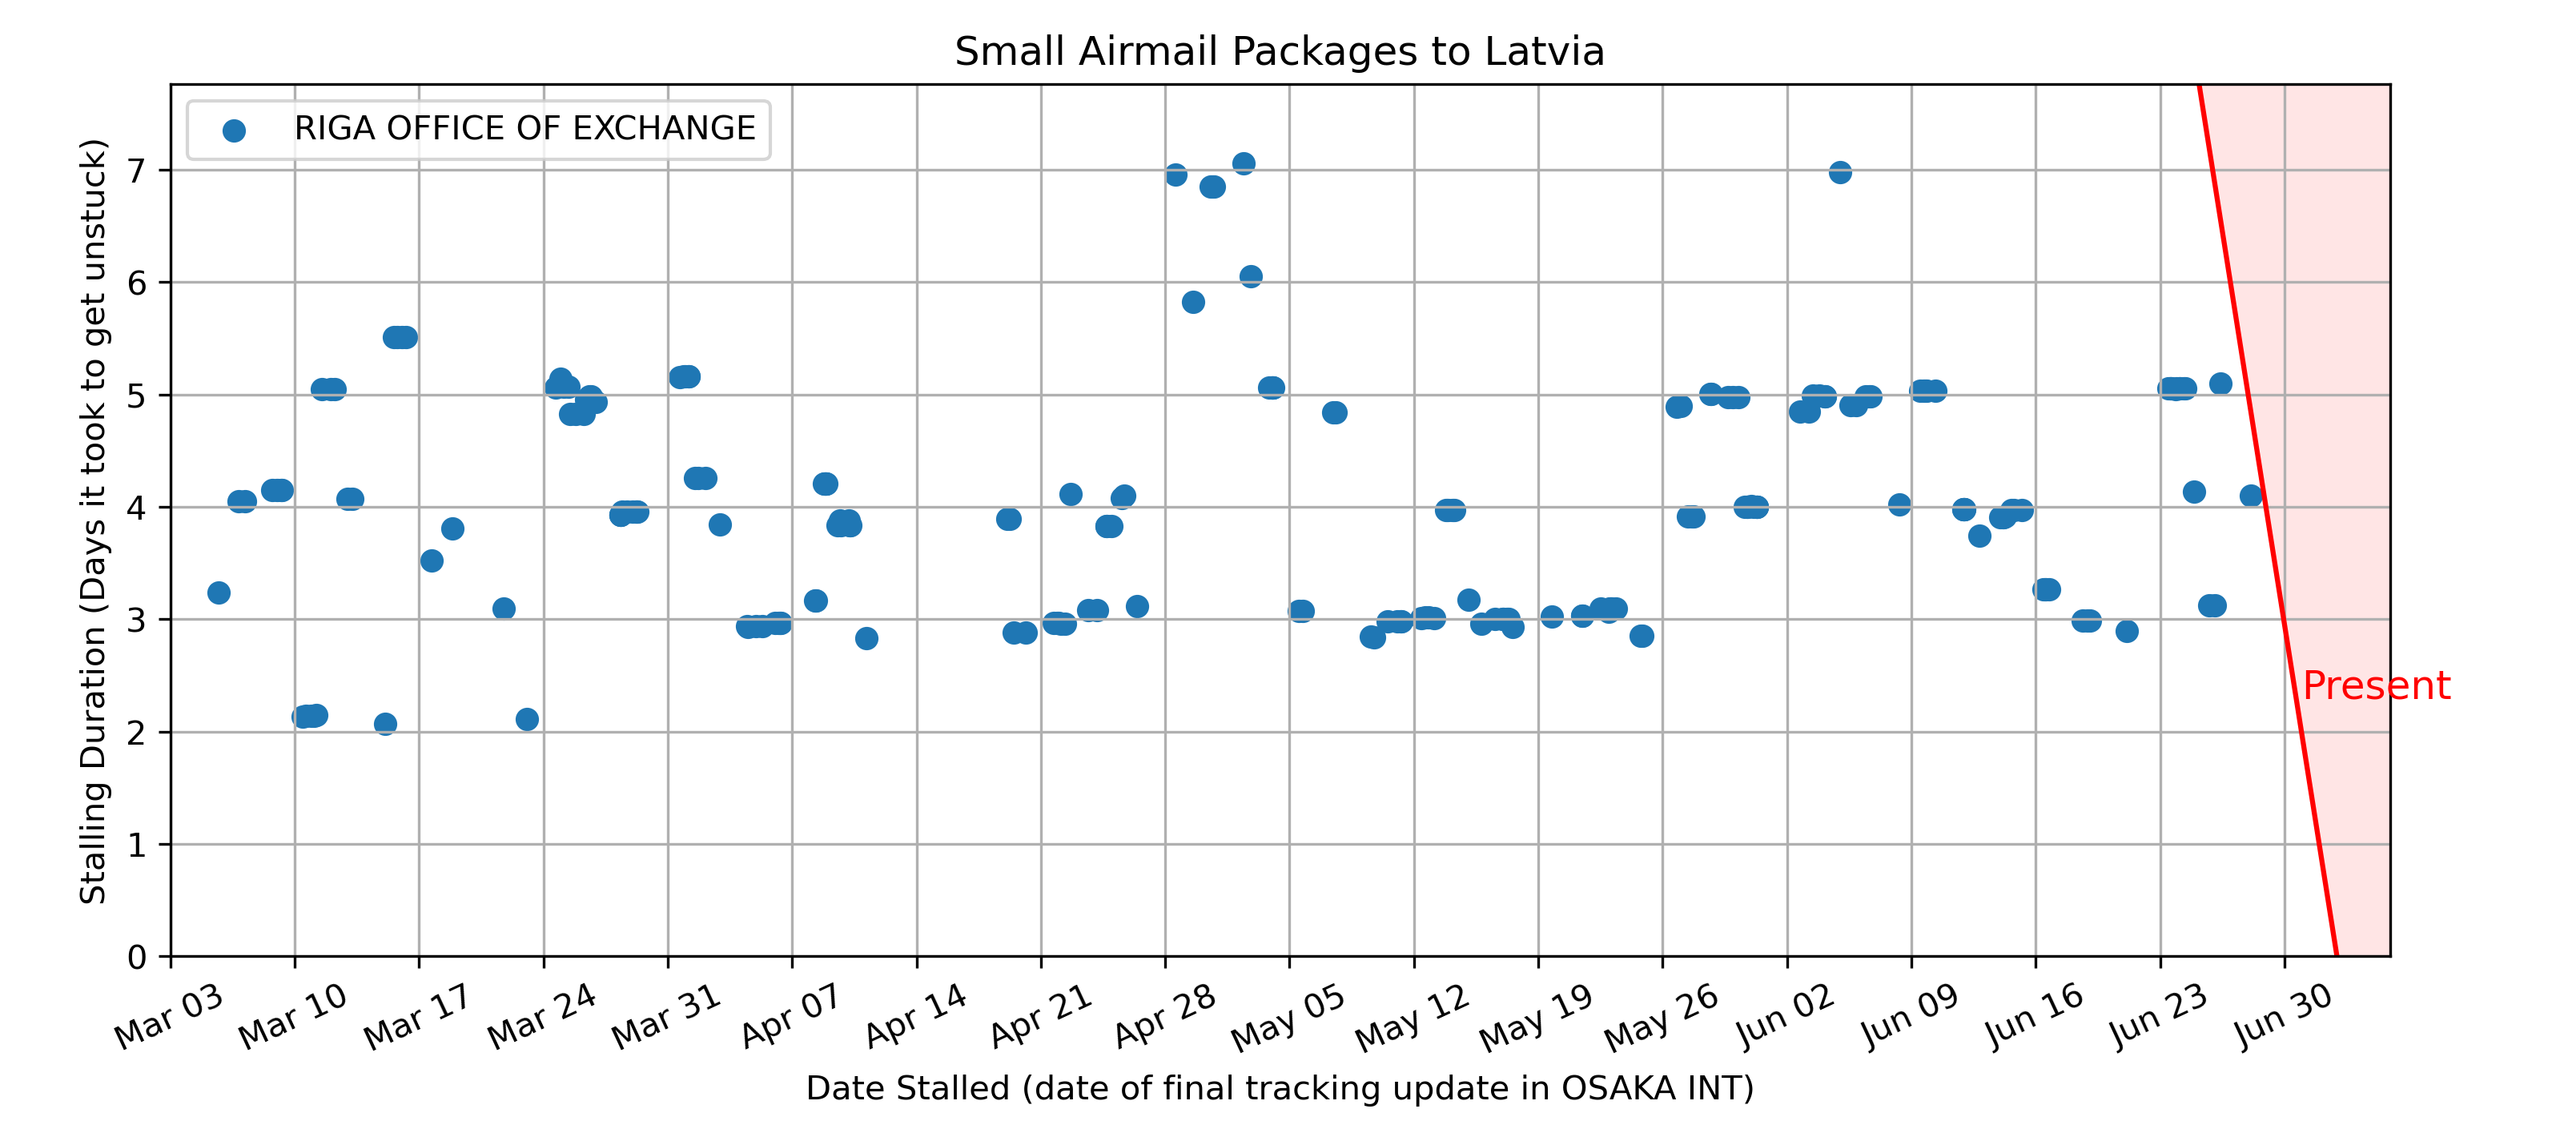 Small Airmail Packages to Latvia
RIGA OFFICE OF EXCHANGE
Stalling Duration (Days it took to get unstuck)
7
6
5
4
3
2
1
0
Present
Mar 03
Mar 10
Mar 17
Mar 24
Mar 31
Apr 07
Apr 14
Apr 21
Apr 28
May 05
May 12
May 19
May 26
Jun 02
Jun 09
Jun 16
Jun 23
Jun 30
Date Stalled (date of final tracking update in OSAKA INT)